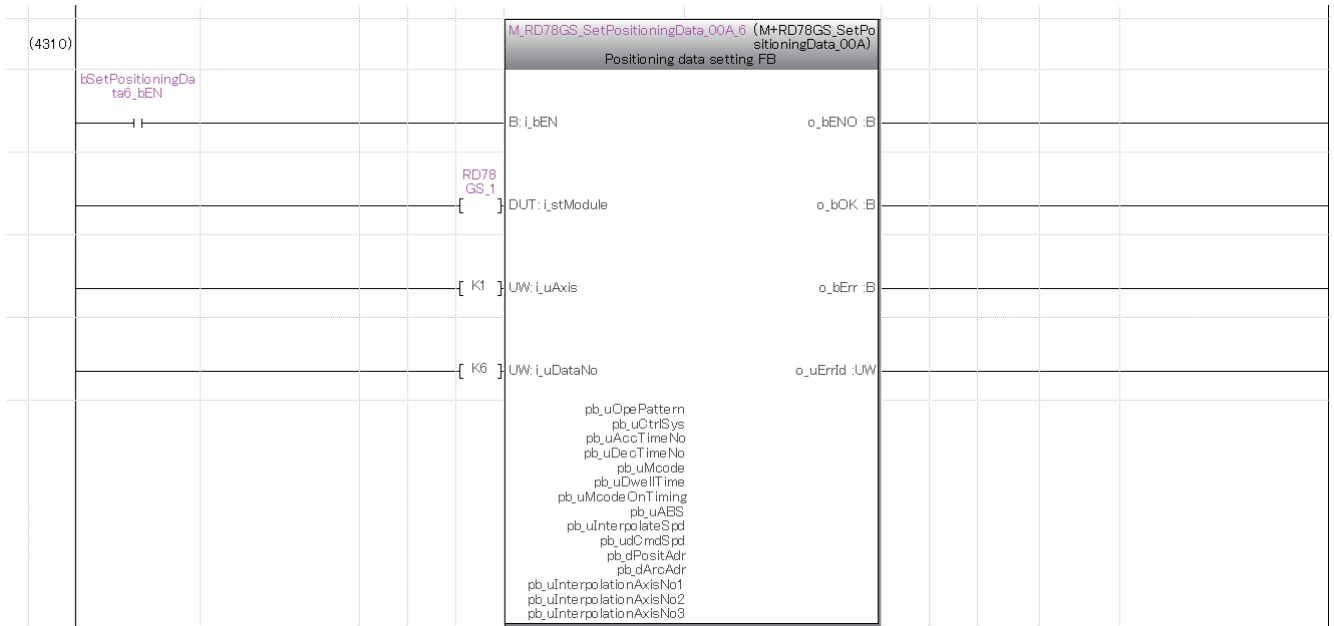 (4310)
M_RD78GS_SetPositioningData_00A_6 (M+RD78GS_SetPo
sitioningData_00A)
Positioning data setting FB
bSetPositioningDa
ta6_bEN
B: i_bEN
o_bENO :B
RD78
GS_1
DUT: i_stModule
o_bOK :B
K1
UW: i_uAxis
o_bErr :B
K6
UW: i_uDataNo
o_uErrId :UW
pb_uOpePattern
pb_uCtrlSys
pb_uAccTimeNo
pb_uDecTimeNo
pb_uMcode
pb_uDwellTime
pb_uMcodeOnTiming
pb_uABS
pb_uInterpolateSpd
pb_udCmdSpd
pb_dPositAdr
pb_dArcAdr
pb_uInterpolationAxisNo1
pb_uInterpolationAxisNo2
pb_uInterpolationAxisNo3